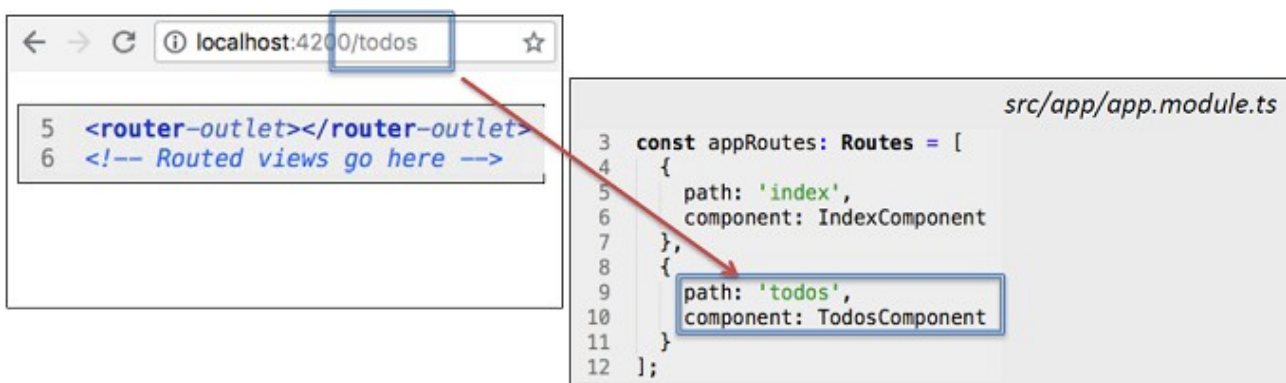 localhost:4200/todos
5 <router-outlet></router-outlet>
6 <!-- Routed views go here -->
src/app/app.module.ts
3 const appRoutes: Routes = [
4 {
5 path: 'index',
6 component: IndexComponent
7 },
8 {
9 path: 'todos',
10 component: TodosComponent
11 }
12 ];